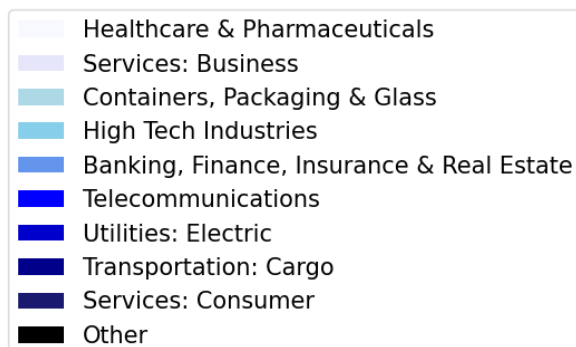 Healthcare & Pharmaceuticals
Services: Business
Containers, Packaging & Glass
High Tech Industries
Banking, Finance, Insurance & Real Estate
Telecommunications
Utilities: Electric
Transportation: Cargo
Services: Consumer
Other